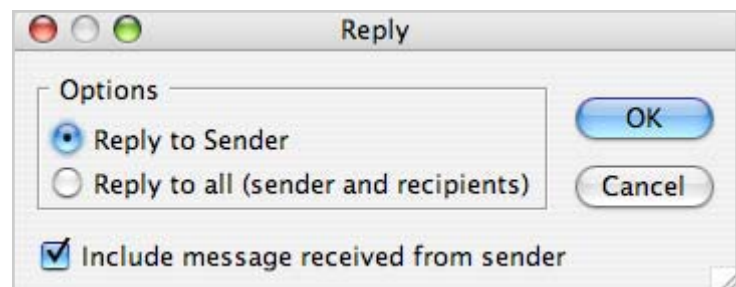 Reply
Options
Reply to Sender
Reply to all (sender and recipients)
OK
Cancel
Include message received from sender